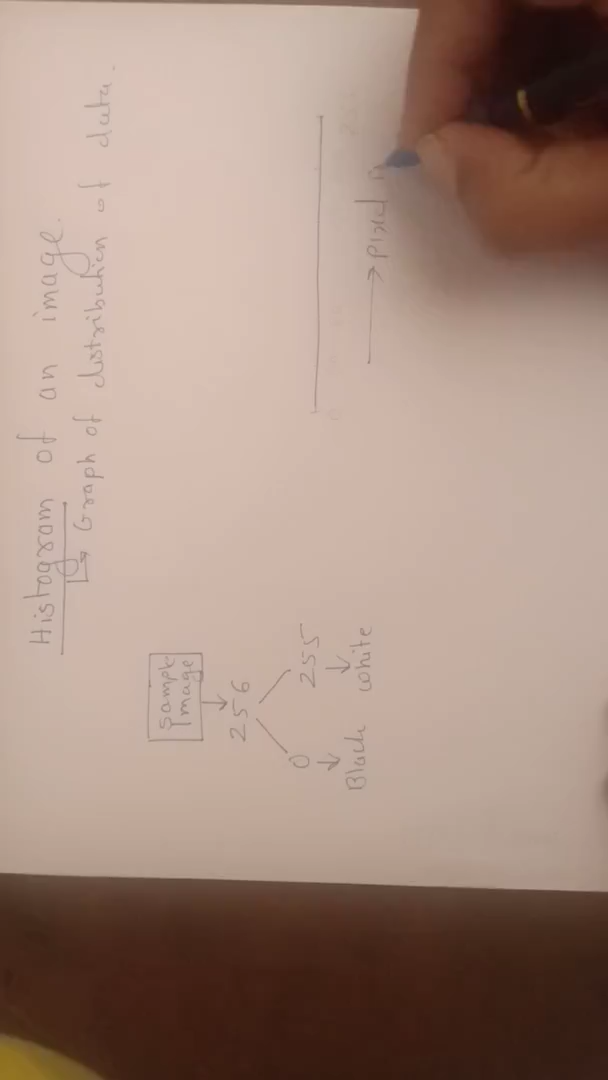 Histogram of an image.
↳ Graph of distribution of data.
Sample
Image
256
0 255
Black White
→ Pixel